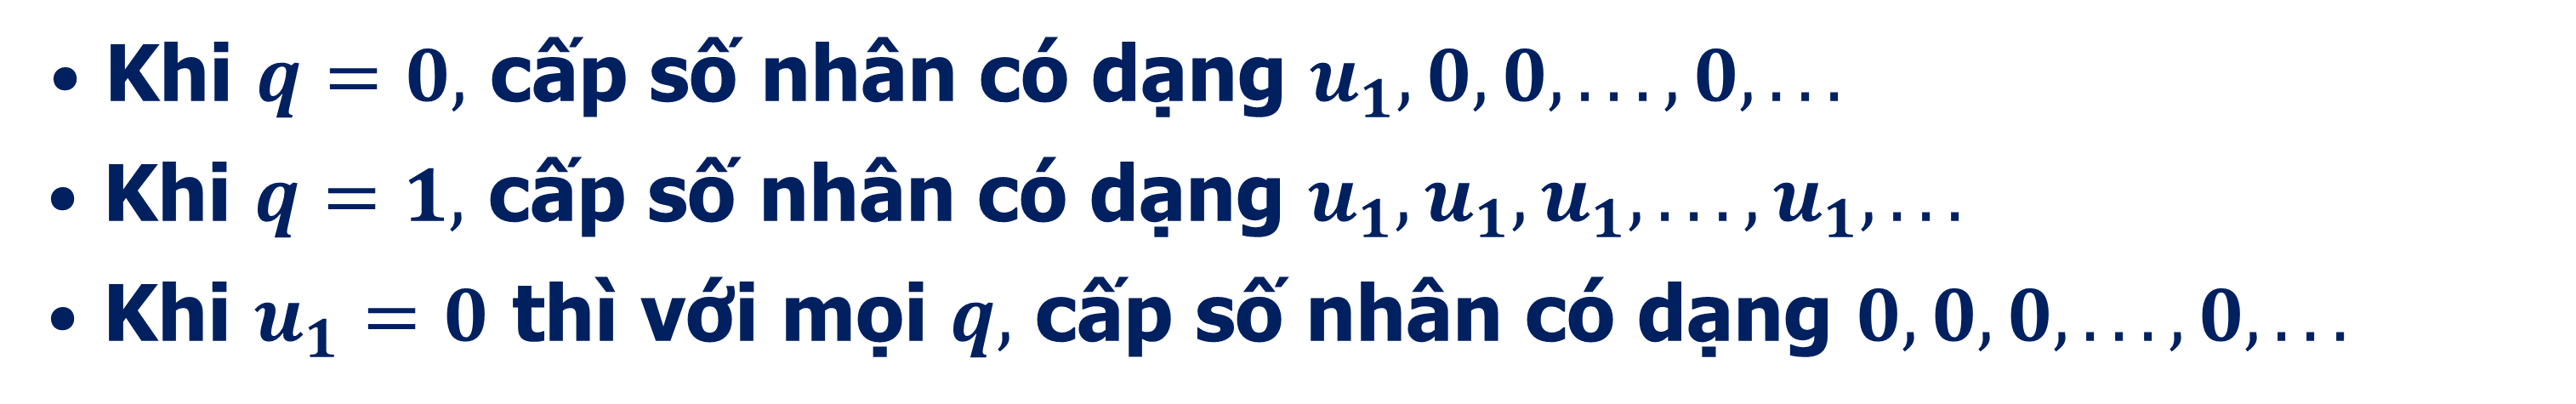 • Khi q = 0, cấp số nhân có dạng u₁, 0, 0, . . . , 0, . . .
• Khi q = 1, cấp số nhân có dạng u₁, u₁, u₁, . . . , u₁, . . .
• Khi u₁ = 0 thì với mọi q, cấp số nhân có dạng 0, 0, 0, . . . , 0, . . .